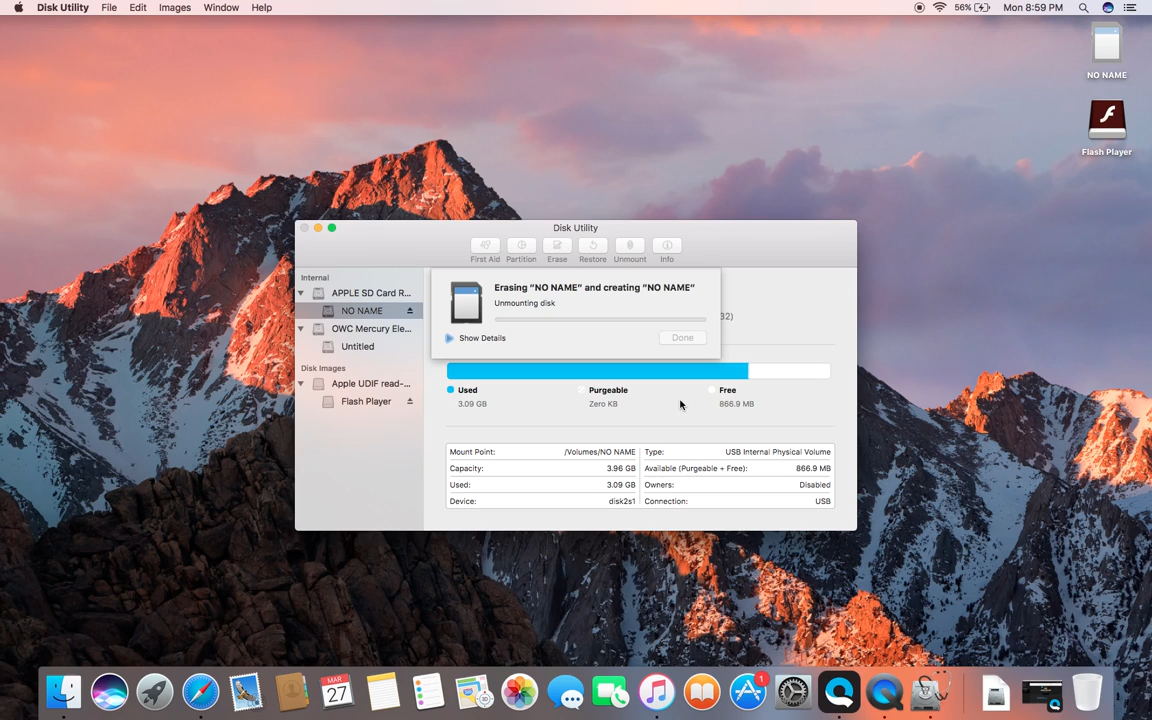 Disk Utility File Edit Images Window Help 56% Mon 8:59 PM
NO NAME
Flash Player
Disk Utility
First Aid Partition Erase Restore Unmount Info
Internal
APPLE SD Card R...
NO NAME
OWC Mercury Ele...
Untitled
Disk Images
Apple UDIF read-...
Flash Player
Erasing “NO NAME” and creating “NO NAME”
Unmounting disk
Show Details Done
32)
Used Purgeable Free
3.09 GB Zero KB 866.9 MB
Mount Point: /Volumes/NO NAME Type: USB Internal Physical Volume
Capacity: 3.96 GB Available (Purgeable + Free): 866.9 MB
Used: 3.09 GB Owners: Disabled
Device: disk2s1 Connection: USB
MAR
27
1